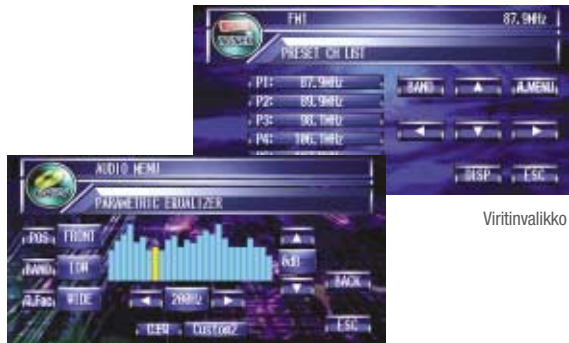 FM1 87.9MHz
PRESET CH LIST
P1: 87.9MHz
P2: 89.9MHz
P3: 98.1MHz
P4: 106.1MHz
BAND A.MENU
DISP ESC
Viritinvalikko
AUDIO MENU
PARAMETRIC EQUALIZER
POS FRONT
BAND LOW 0dB
Q.Fac WIDE
200Hz BACK
Custom2 ESC